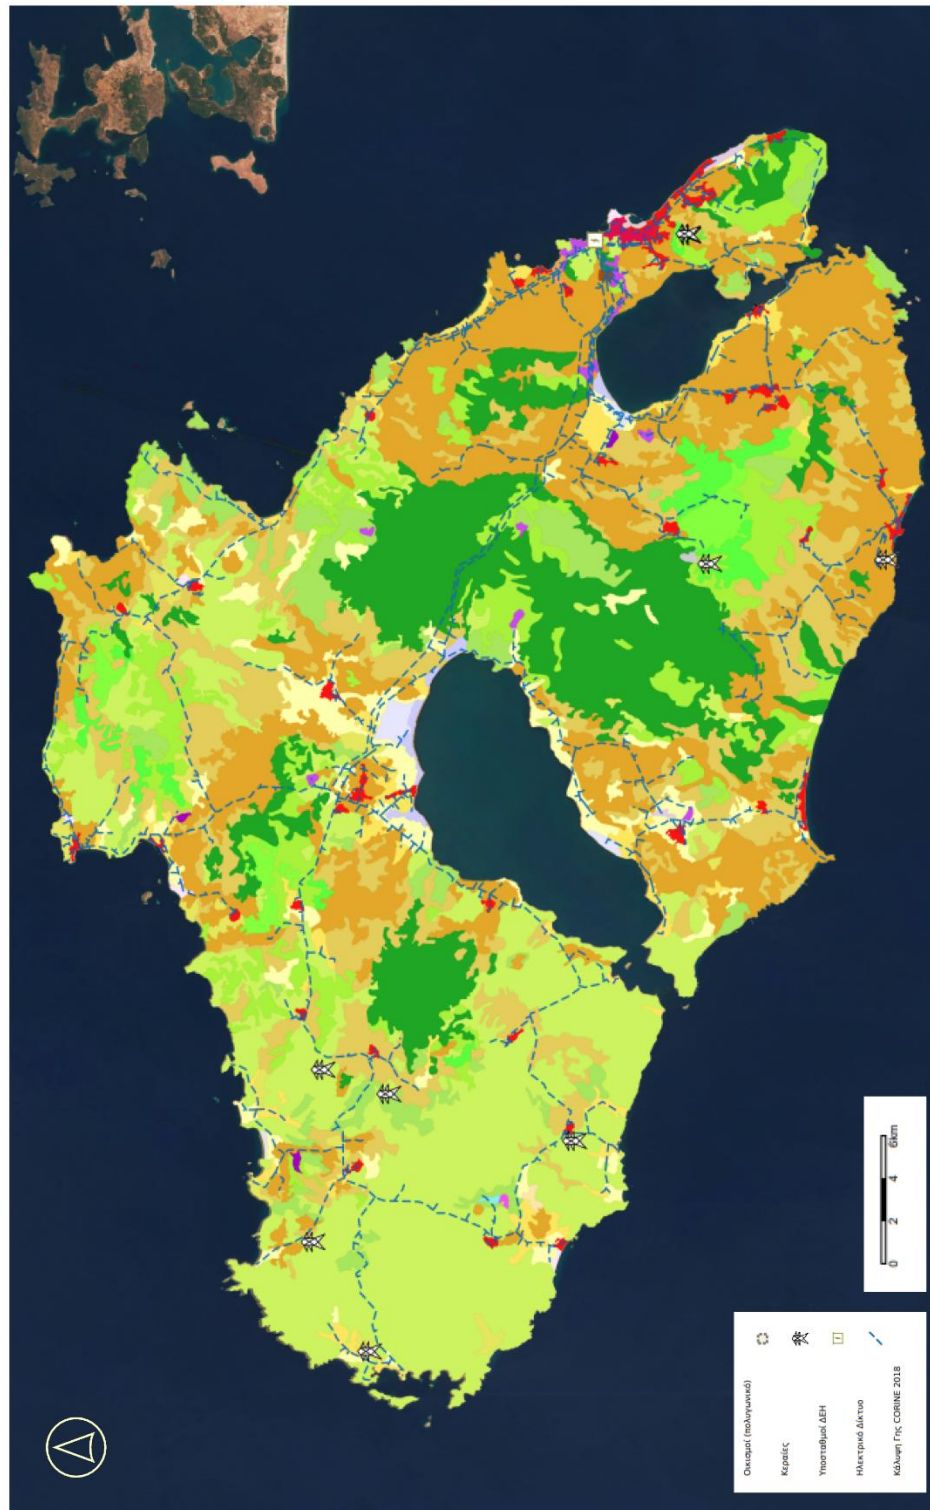 Οικισμοί (πολυγωνικό)
Κεραίες
Υποσταθμοί ΔΕΗ
Ηλεκτρικό Δίκτυο
Κάλυψη Γης CORINE 2018
0 2 4 6km